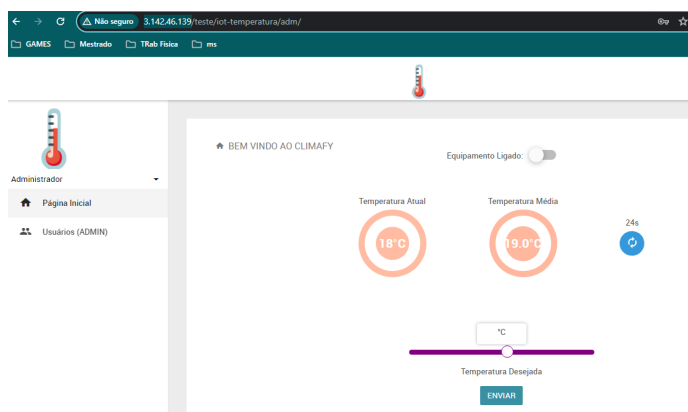 Não seguro 3.142.46.139/teste/iot-temperatura/adm/
GAMES Mestrado TRab Fisica ms
BEM VINDO AO CLIMAFY
Equipamento Ligado:
Administrador
Página Inicial
Usuários (ADMIN)
Temperatura Atual Temperatura Média
24s
18°C 19.0°C
°C
Temperatura Desejada
ENVIAR